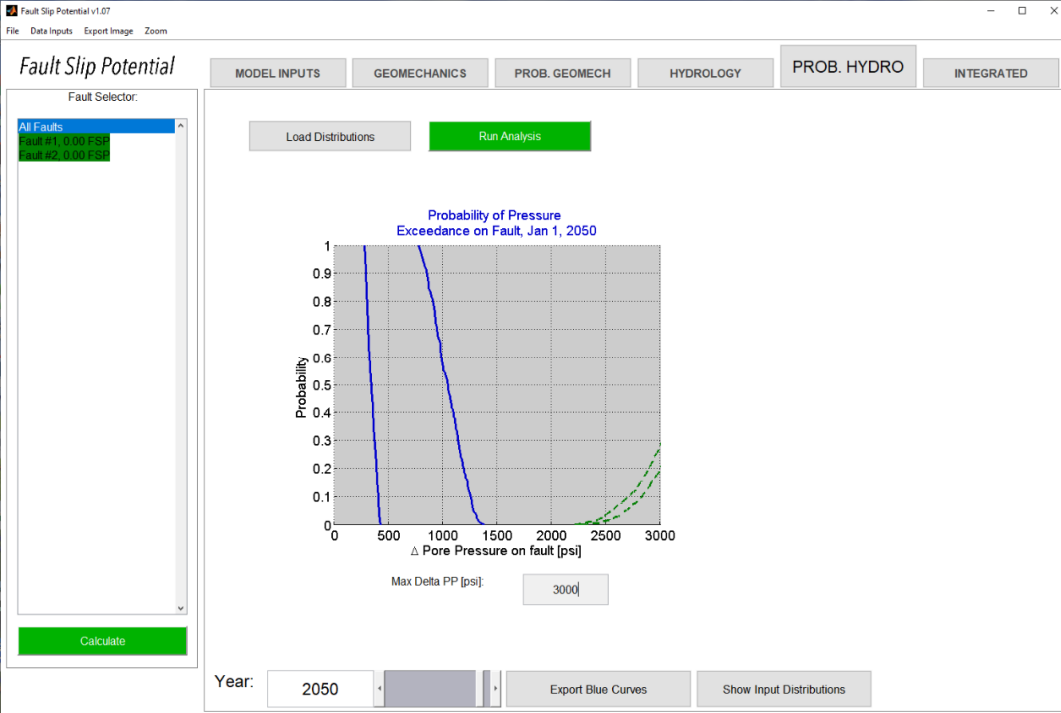 Fault Slip Potential v1.07
File Data Inputs Export Image Zoom
Fault Slip Potential
MODEL INPUTS GEOMECHANICS PROB. GEOMECH HYDROLOGY PROB. HYDRO INTEGRATED
Fault Selector:
All Faults
Fault #1, 0.00 FSP
Fault #2, 0.00 FSP
Calculate
Load Distributions Run Analysis
Probability of Pressure
Exceedance on Fault, Jan 1, 2050
Probability
1
0.9
0.8
0.7
0.6
0.5
0.4
0.3
0.2
0.1
0
0 500 1000 1500 2000 2500 3000
Δ Pore Pressure on fault [psi]
Max Delta PP [psi]: 3000
Year: 2050 Export Blue Curves Show Input Distributions